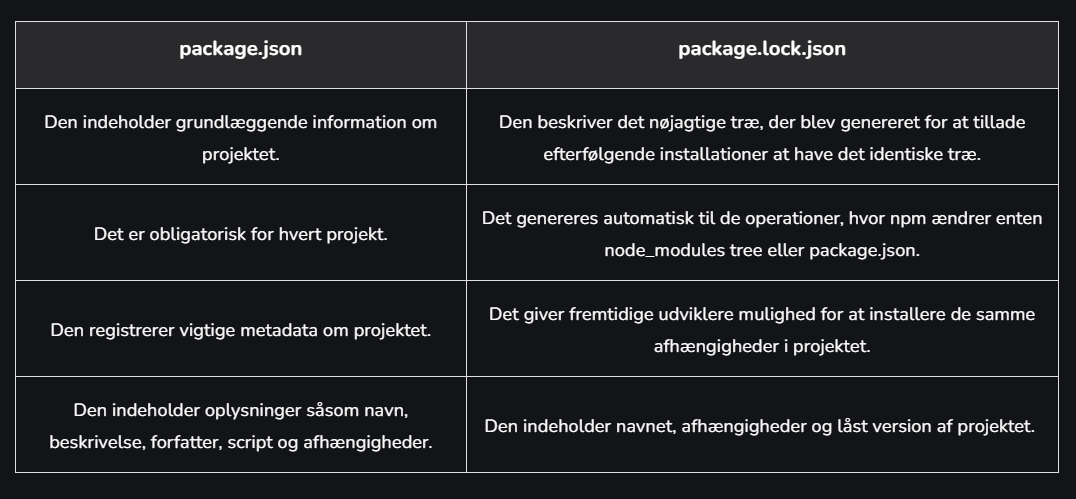 package.json
package.lock.json
Den indeholder grundlæggende information om
projektet.
Den beskriver det nøjagtige træ, der blev genereret for at tillade
efterfølgende installationer at have det identiske træ.
Det er obligatorisk for hvert projekt.
Det genereres automatisk til de operationer, hvor npm ændrer enten
node_modules tree eller package.json.
Den registrerer vigtige metadata om projektet.
Det giver fremtidige udviklere mulighed for at installere de samme
afhængigheder i projektet.
Den indeholder oplysninger såsom navn,
beskrivelse, forfatter, script og afhængigheder.
Den indeholder navnet, afhængigheder og låst version af projektet.